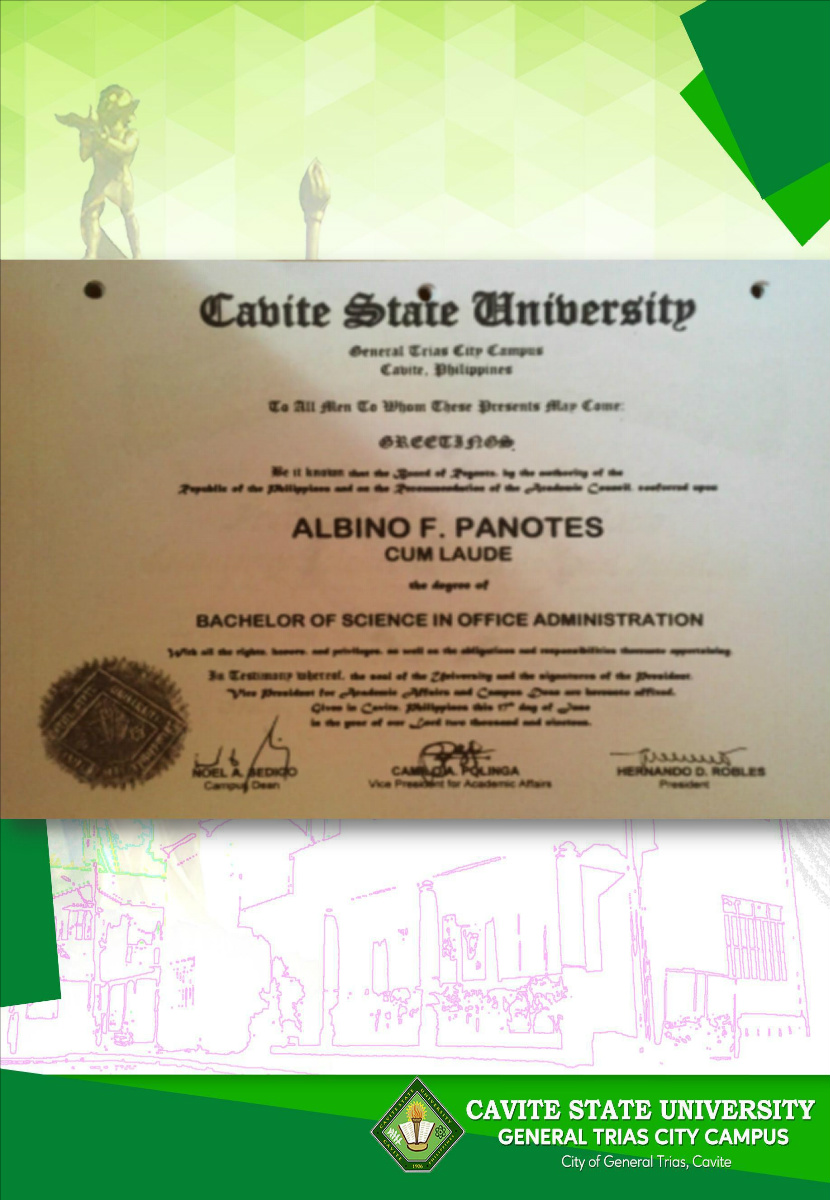 Cavite State University
General Trias City Campus
Cavite, Philippines
To All Men To Whom These Presents May Come:
GREETINGS
Be it known that the Board of Regents, by the authority of the
Republic of the Philippines and on the Recommendation of the Academic Council, conferred upon
ALBINO F. PANOTES
CUM LAUDE
the degree of
BACHELOR OF SCIENCE IN OFFICE ADMINISTRATION
With all the rights, honors, and privileges, as well as the obligations and responsibilities thereunto appertaining.
In Testimony whereof, the seal of the University and the signatures of the President,
Vice President for Academic Affairs and Campus Dean are hereunto affixed.
Given in Cavite, Philippines this 17th day of June
in the year of our Lord two thousand and nineteen.
NOEL A. SEDIGO
Campus Dean
CAMILO A. POLINGA
Vice President for Academic Affairs
HERNANDO D. ROBLES
President
CAVITE STATE UNIVERSITY
GENERAL TRIAS CITY CAMPUS
City of General Trias, Cavite
1906